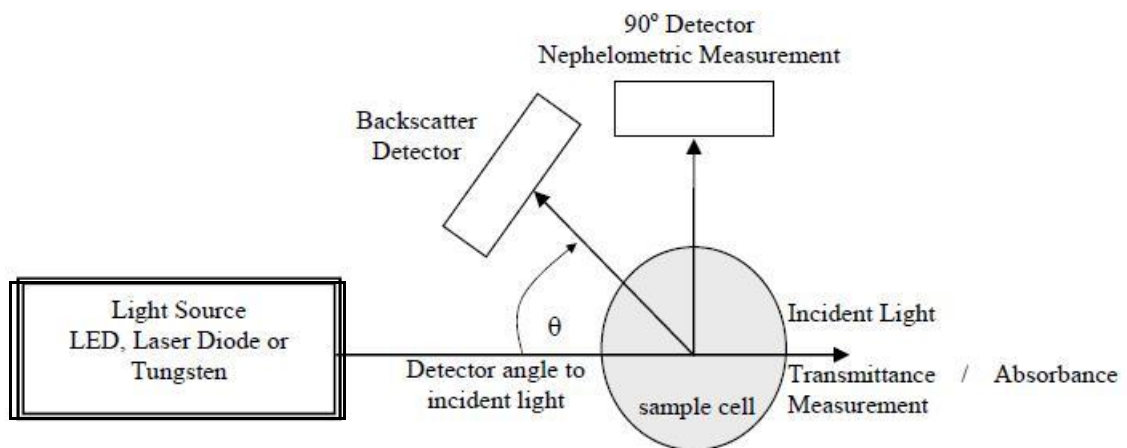 90° Detector
Nephelometric Measurement
Backscatter
Detector
Light Source
LED, Laser Diode or
Tungsten
θ
Detector angle to
incident light
sample cell
Incident Light
Transmittance / Absorbance
Measurement